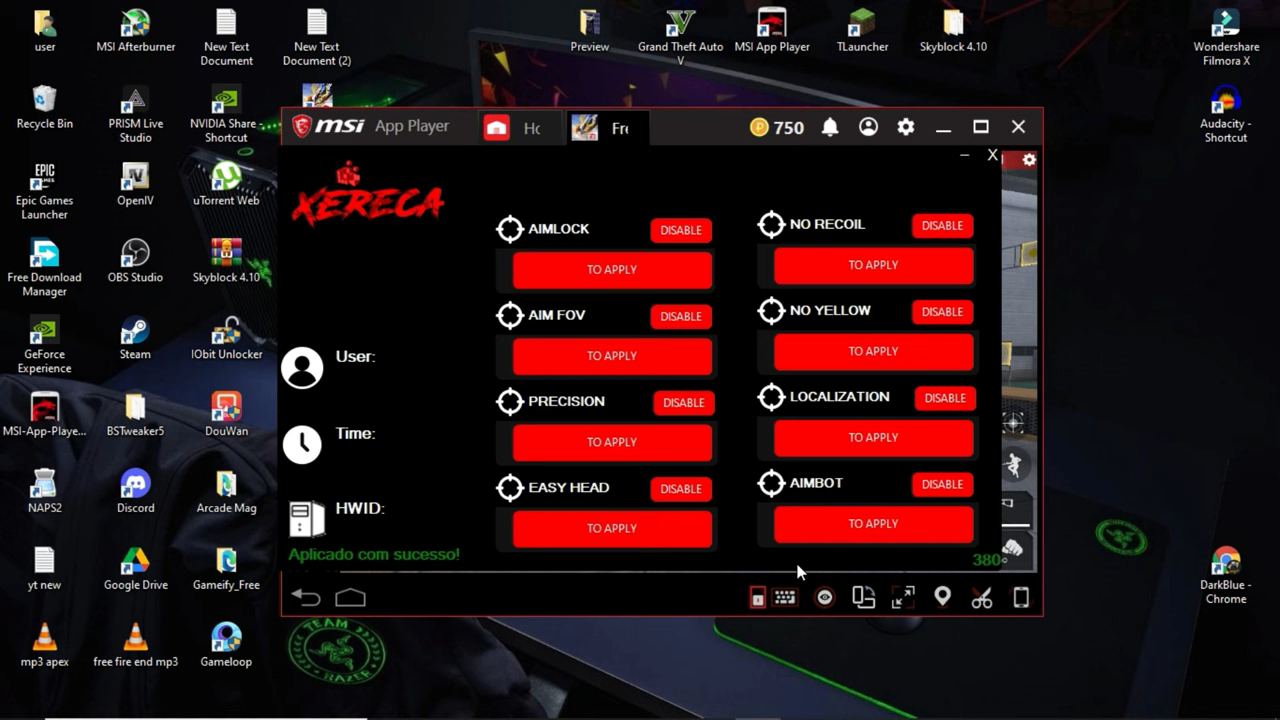 user
MSI Afterburner
New Text
Document
New Text
Document (2)
Preview
Grand Theft Auto
V
MSI App Player
TLauncher
Skyblock 4.10
Wondershare
Filmora X
Recycle Bin
PRISM Live
Studio
NVIDIA Share -
Shortcut
Audacity -
Shortcut
Epic Games
Launcher
OpenIV
uTorrent Web
Free Download
Manager
OBS Studio
Skyblock 4.10
GeForce
Experience
Steam
IObit Unlocker
MSI-App-Playe...
BSTweaker5
DouWan
NAPS2
Discord
Arcade Mag
yt new
Google Drive
Gameify_Free
DarkBlue -
Chrome
mp3 apex
free fire end mp3
Gameloop
msi App Player
Ho
Fre
750
X
XERECA
AIMLOCK
DISABLE
TO APPLY
NO RECOIL
DISABLE
TO APPLY
AIM FOV
DISABLE
TO APPLY
NO YELLOW
DISABLE
TO APPLY
User:
PRECISION
DISABLE
TO APPLY
LOCALIZATION
DISABLE
TO APPLY
Time:
EASY HEAD
DISABLE
TO APPLY
AIMBOT
DISABLE
TO APPLY
HWID:
Aplicado com sucesso!
380°
TEAM
RAZER